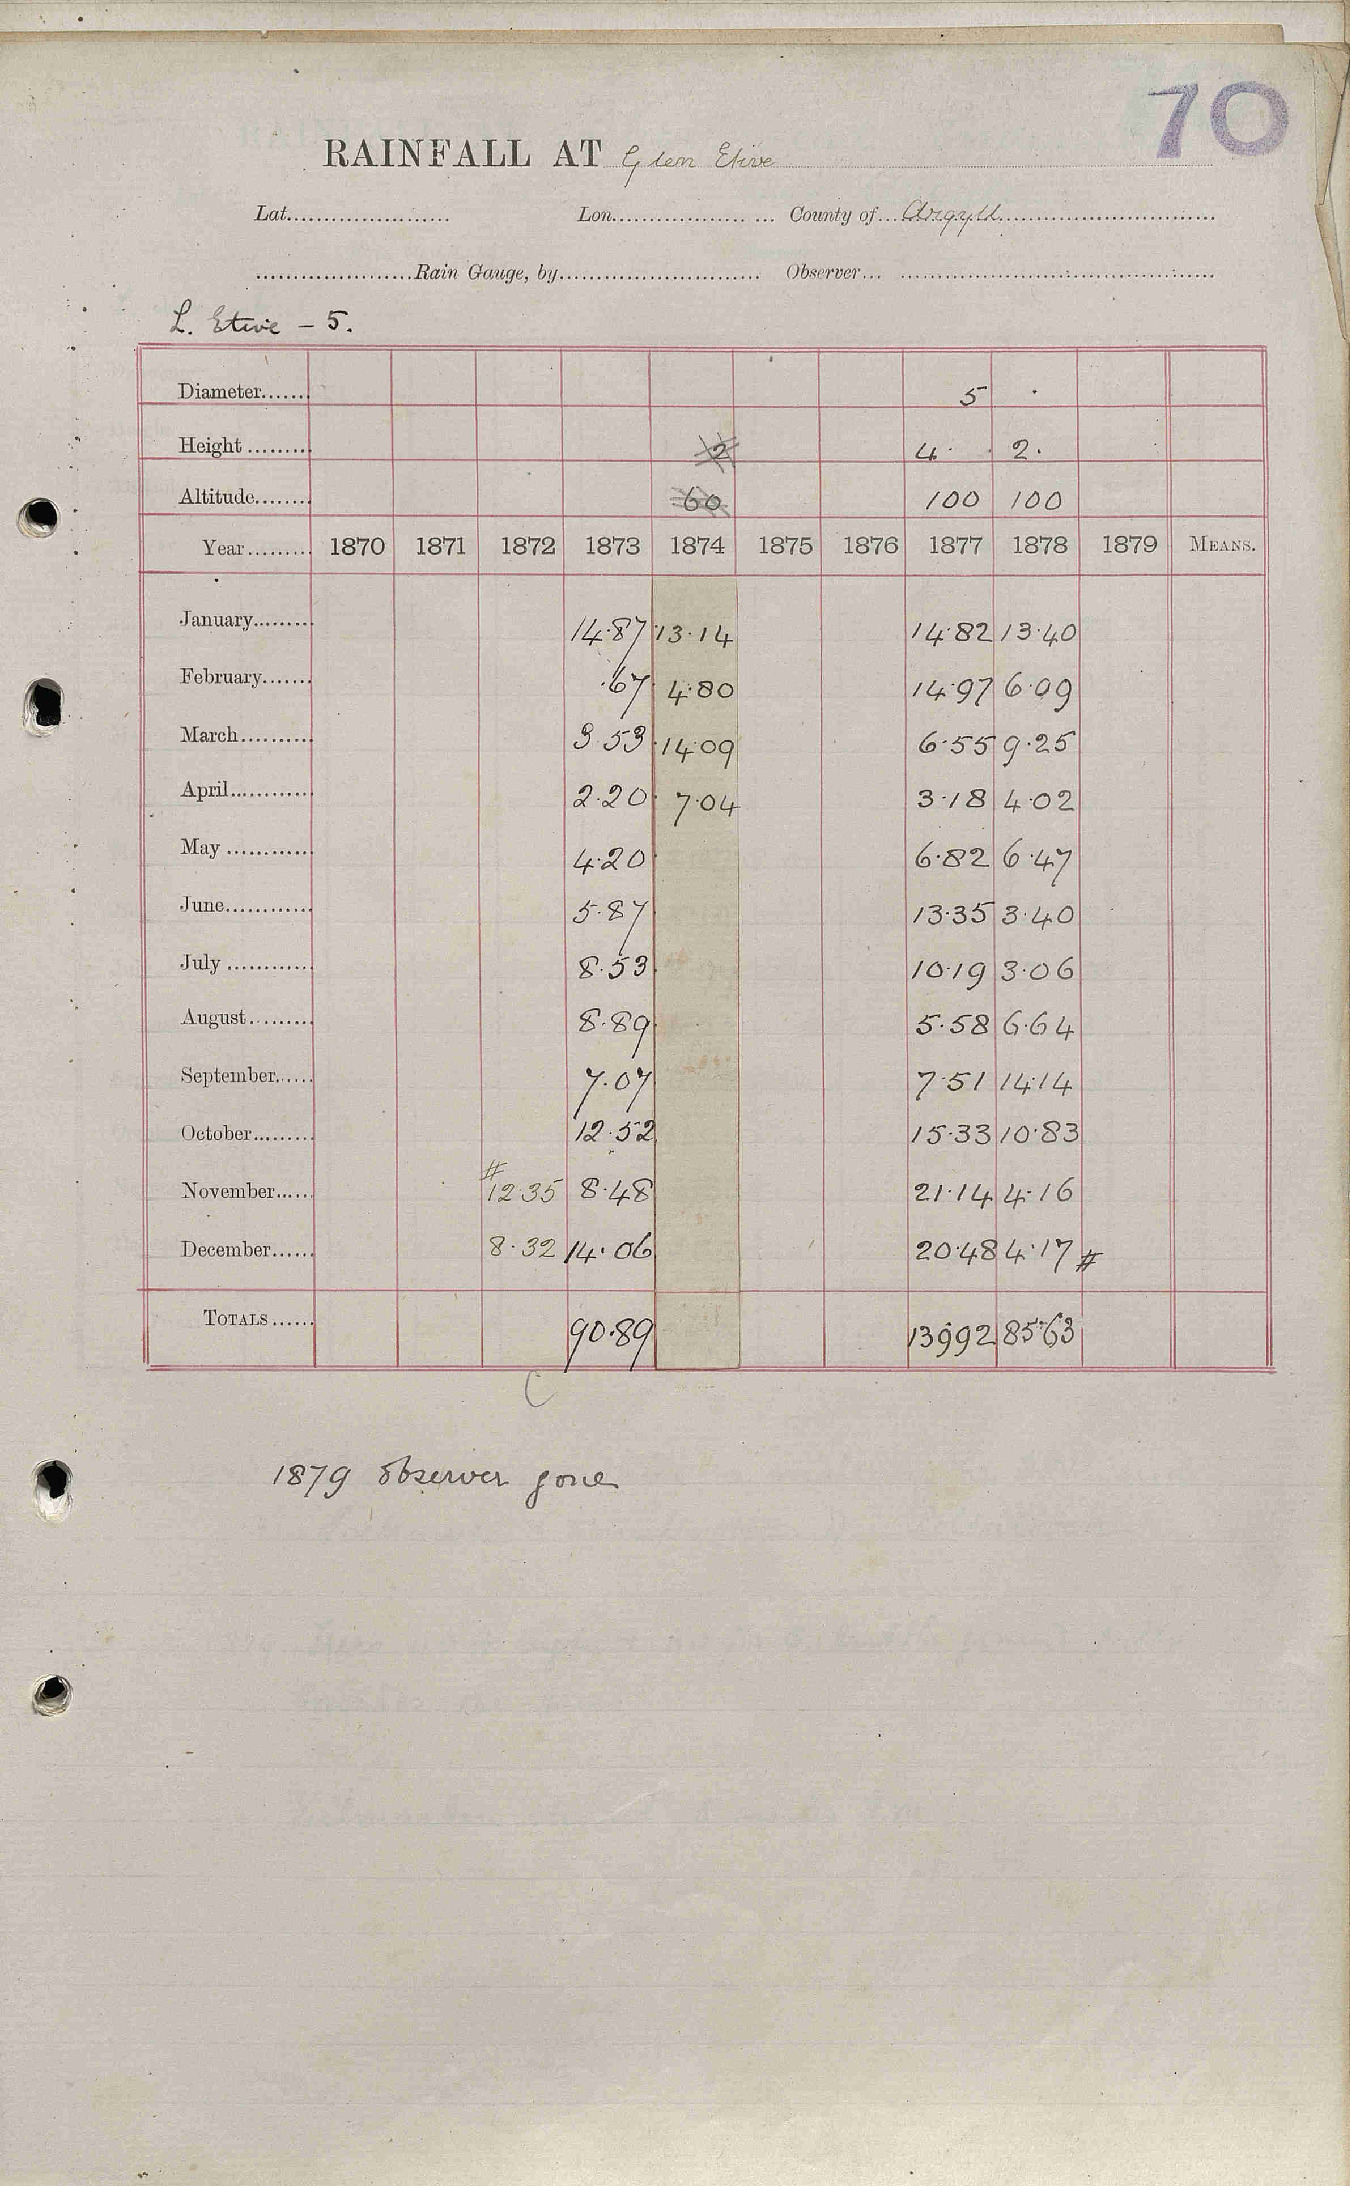 70
RAINFALL AT Glen Etive
Lat. Lon. County of Argyll
Rain Gauge, by Observer
L. Etive – 5.
Diameter 5 ·
Height 2 4 · 2 ·
Altitude 60 100 100
Year 1870 1871 1872 1873 1874 1875 1876 1877 1878 1879 MEANS.
January 14·87 13·14 14·82 13·40
February ·67 4·80 14·97 6·09
March 3·53 14·09 6·55 9·25
April 2·20 7·04 3·18 4·02
May 4·20 6·82 6·47
June 5·87 13·35 3·40
July 8·53 10·19 3·06
August 8·89 5·58 6·64
September 7·07 7·51 14·14
October 12·52 15·33 10·83
November #12·35 8·48 21·14 4·16
December 8·32 14·06 20·48 4·17 #
TOTALS 90·89 139·92 85·63
C
1879 observer gone